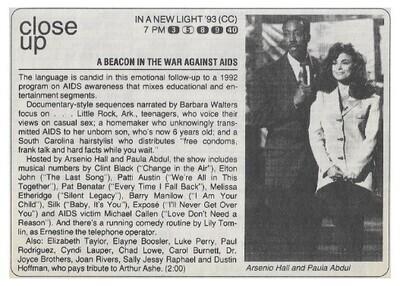 close
up
IN A NEW LIGHT '93 (CC)
7 PM 3 5 8 9 40
A BEACON IN THE WAR AGAINST AIDS
The language is candid in this emotional follow-up to a 1992
program on AIDS awareness that mixes educational and en-
tertainment segments.
Documentary-style sequences narrated by Barbara Walters
focus on . . . Little Rock, Ark., teenagers, who voice
their views on casual sex; a homemaker who unknowingly trans-
mitted AIDS to her unborn son, who's now 6 years old; and a
South Carolina hairstylist who distributes "free condoms,
frank talk and hard facts while you wait."
Hosted by Arsenio Hall and Paula Abdul, the show includes
musical numbers by Clint Black ("Change in the Air"), Elton
John ("The Last Song"), Patti Austin ("We're All in This
Together"), Pat Benatar ("Every Time I Fall Back"), Melissa
Etheridge ("Silent Legacy"), Barry Manilow ("I Am Your
Child"), Silk ("Baby, It's You"), Exposé ("I'll Never Get Over
You") and AIDS victim Michael Callen ("Love Don't Need a
Reason"). And there's a running comedy routine by Lily Tom-
lin, as Ernestine the telephone operator.
Also: Elizabeth Taylor, Elayne Boosler, Luke Perry, Paul
Rodriguez, Cyndi Lauper, Chad Lowe, Carol Burnett, Dr.
Joyce Brothers, Joan Rivers, Sally Jessy Raphael and Dustin
Hoffman, who pays tribute to Arthur Ashe. (2:00)
Arsenio Hall and Paula Abdul